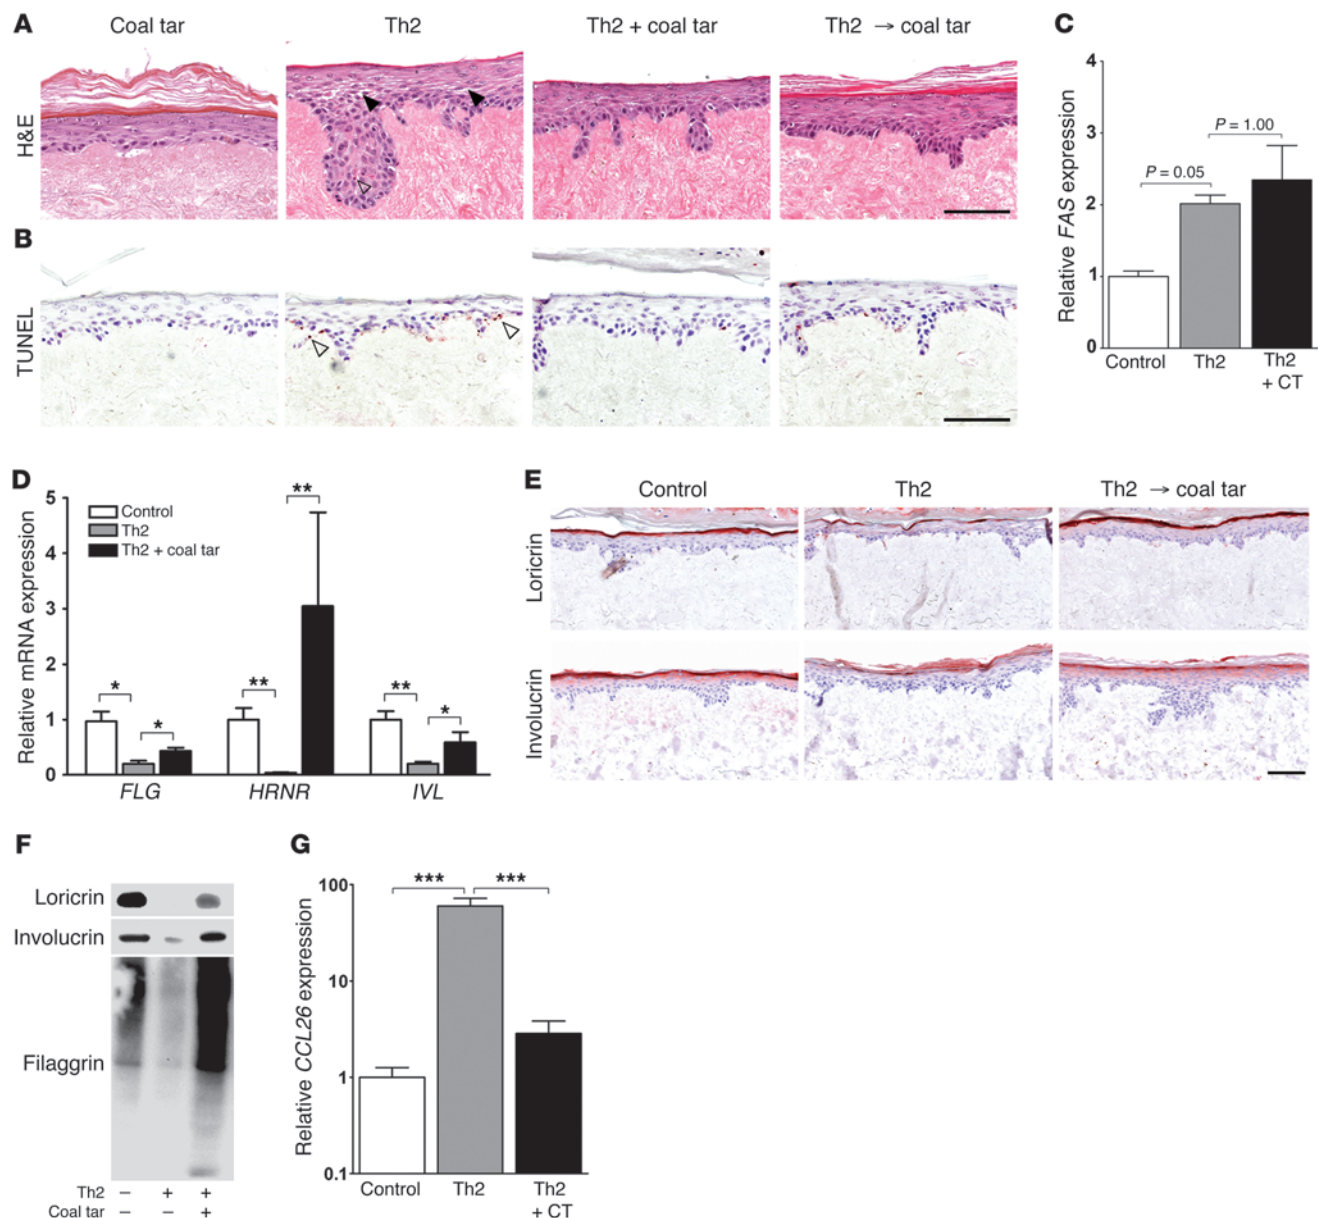 A
Coal tar
Th2
Th2 + coal tar
Th2 → coal tar
H&E
B
TUNEL
C
Relative FAS expression
4
3
2
1
0
P = 1.00
P = 0.05
Control
Th2
Th2
+ CT
D
Relative mRNA expression
5
4
3
2
1
0
Control
Th2
Th2 + coal tar
**
*
*
**
**
*
FLG
HRNR
IVL
E
Control
Th2
Th2 → coal tar
Loricrin
Involucrin
F
Loricrin
Involucrin
Filaggrin
Th2 − + +
Coal tar − − +
G
Relative CCL26 expression
100
10
1
0.1
***
***
Control
Th2
Th2
+ CT